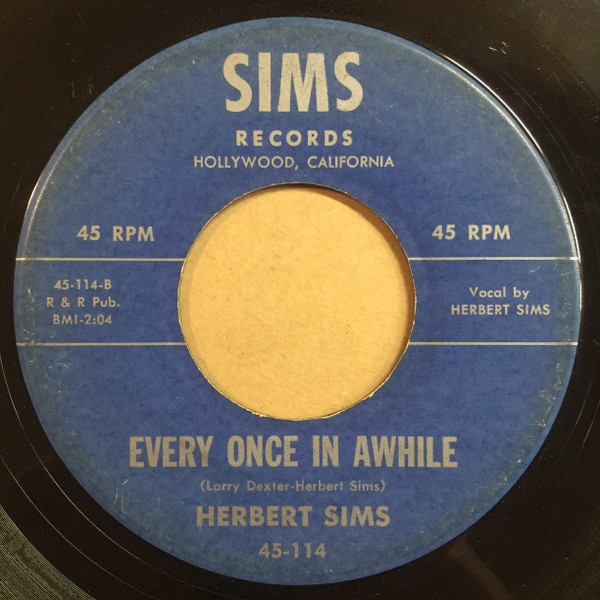 SIMS
RECORDS
HOLLYWOOD, CALIFORNIA
45 RPM
45 RPM
45-114-B
R & R Pub.
BMI-2:04
Vocal by
HERBERT SIMS
EVERY ONCE IN AWHILE
(Larry Dexter-Herbert Sims)
HERBERT SIMS
45-114